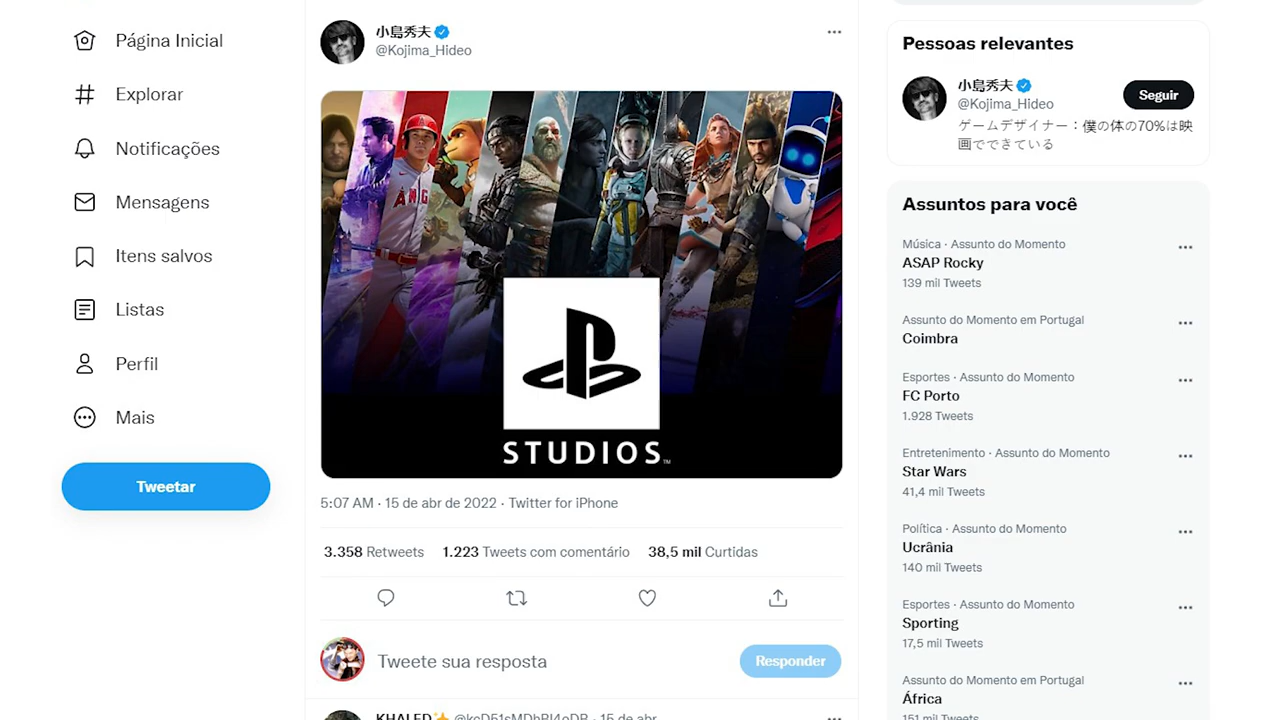 Página Inicial
Explorar
Notificações
Mensagens
Itens salvos
Listas
Perfil
Mais
Tweetar
小島秀夫
@Kojima_Hideo
ANG
STUDIOS™
5:07 AM · 15 de abr de 2022 · Twitter for iPhone
3.358 Retweets 1.223 Tweets com comentário 38,5 mil Curtidas
Tweete sua resposta
Responder
KHALED✨ @kcD51sMDhRI4oDR · 15 de abr
Pessoas relevantes
小島秀夫
@Kojima_Hideo
Seguir
ゲームデザイナー：僕の体の70%は映
画でできている
Assuntos para você
Música · Assunto do Momento
ASAP Rocky
139 mil Tweets
Assunto do Momento em Portugal
Coimbra
Esportes · Assunto do Momento
FC Porto
1.928 Tweets
Entretenimento · Assunto do Momento
Star Wars
41,4 mil Tweets
Política · Assunto do Momento
Ucrânia
140 mil Tweets
Esportes · Assunto do Momento
Sporting
17,5 mil Tweets
Assunto do Momento em Portugal
África
151 mil Tweets